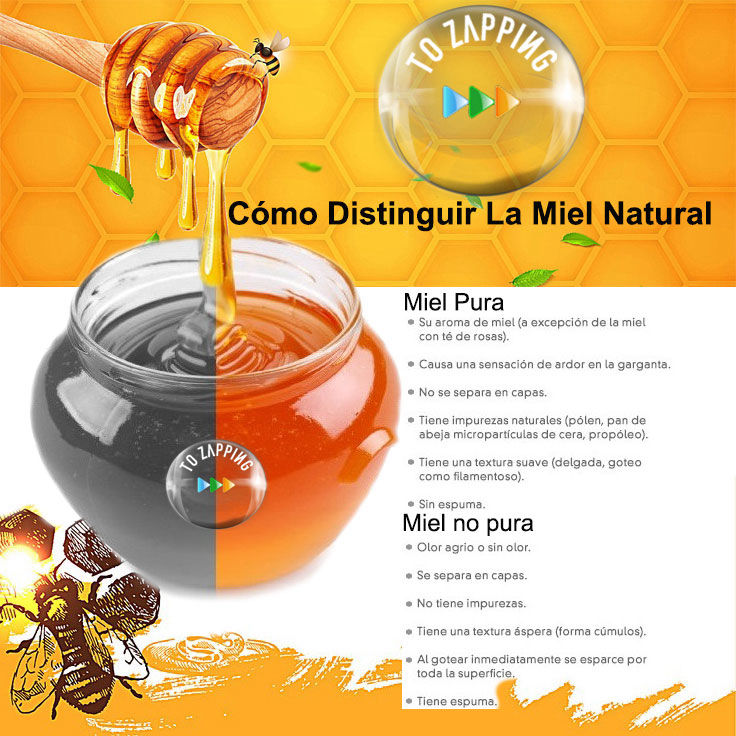 TO ZAPPING
Cómo Distinguir La Miel Natural
Miel Pura
Su aroma de miel (a excepción de la miel
con té de rosas).
Causa una sensación de ardor en la garganta.
No se separa en capas.
Tiene impurezas naturales (pólen, pan de
abeja micropartículas de cera, propóleo).
Tiene una textura suave (delgada, goteo
como filamentoso).
Sin espuma.
TO ZAPPING
Miel no pura
Olor agrio o sin olor.
Se separa en capas.
No tiene impurezas.
Tiene una textura áspera (forma cúmulos).
Al gotear inmediatamente se esparce por
toda la superficie.
Tiene espuma.